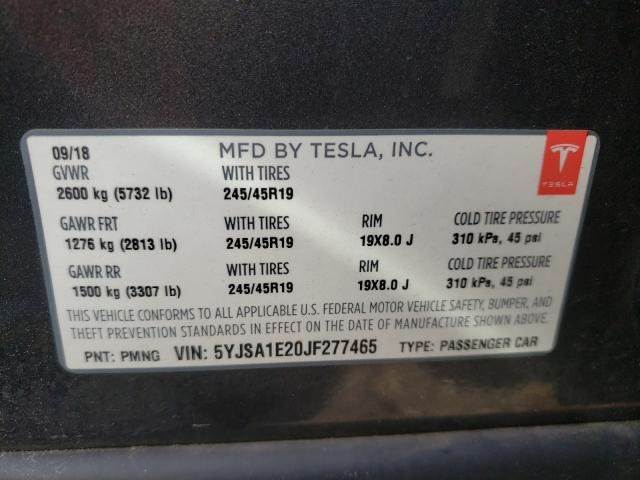 09/18 MFD BY TESLA, INC.
GVWR WITH TIRES
2600 kg (5732 lb) 245/45R19
TESLA
GAWR FRT WITH TIRES RIM COLD TIRE PRESSURE
1276 kg (2813 lb) 245/45R19 19X8.0 J 310 kPa, 45 psi
GAWR RR WITH TIRES RIM COLD TIRE PRESSURE
1500 kg (3307 lb) 245/45R19 19X8.0 J 310 kPa, 45 psi
THIS VEHICLE CONFORMS TO ALL APPLICABLE U.S. FEDERAL MOTOR VEHICLE SAFETY, BUMPER, AND
THEFT PREVENTION STANDARDS IN EFFECT ON THE DATE OF MANUFACTURE SHOWN ABOVE.
PNT: PMNG VIN: 5YJSA1E20JF277465 TYPE: PASSENGER CAR